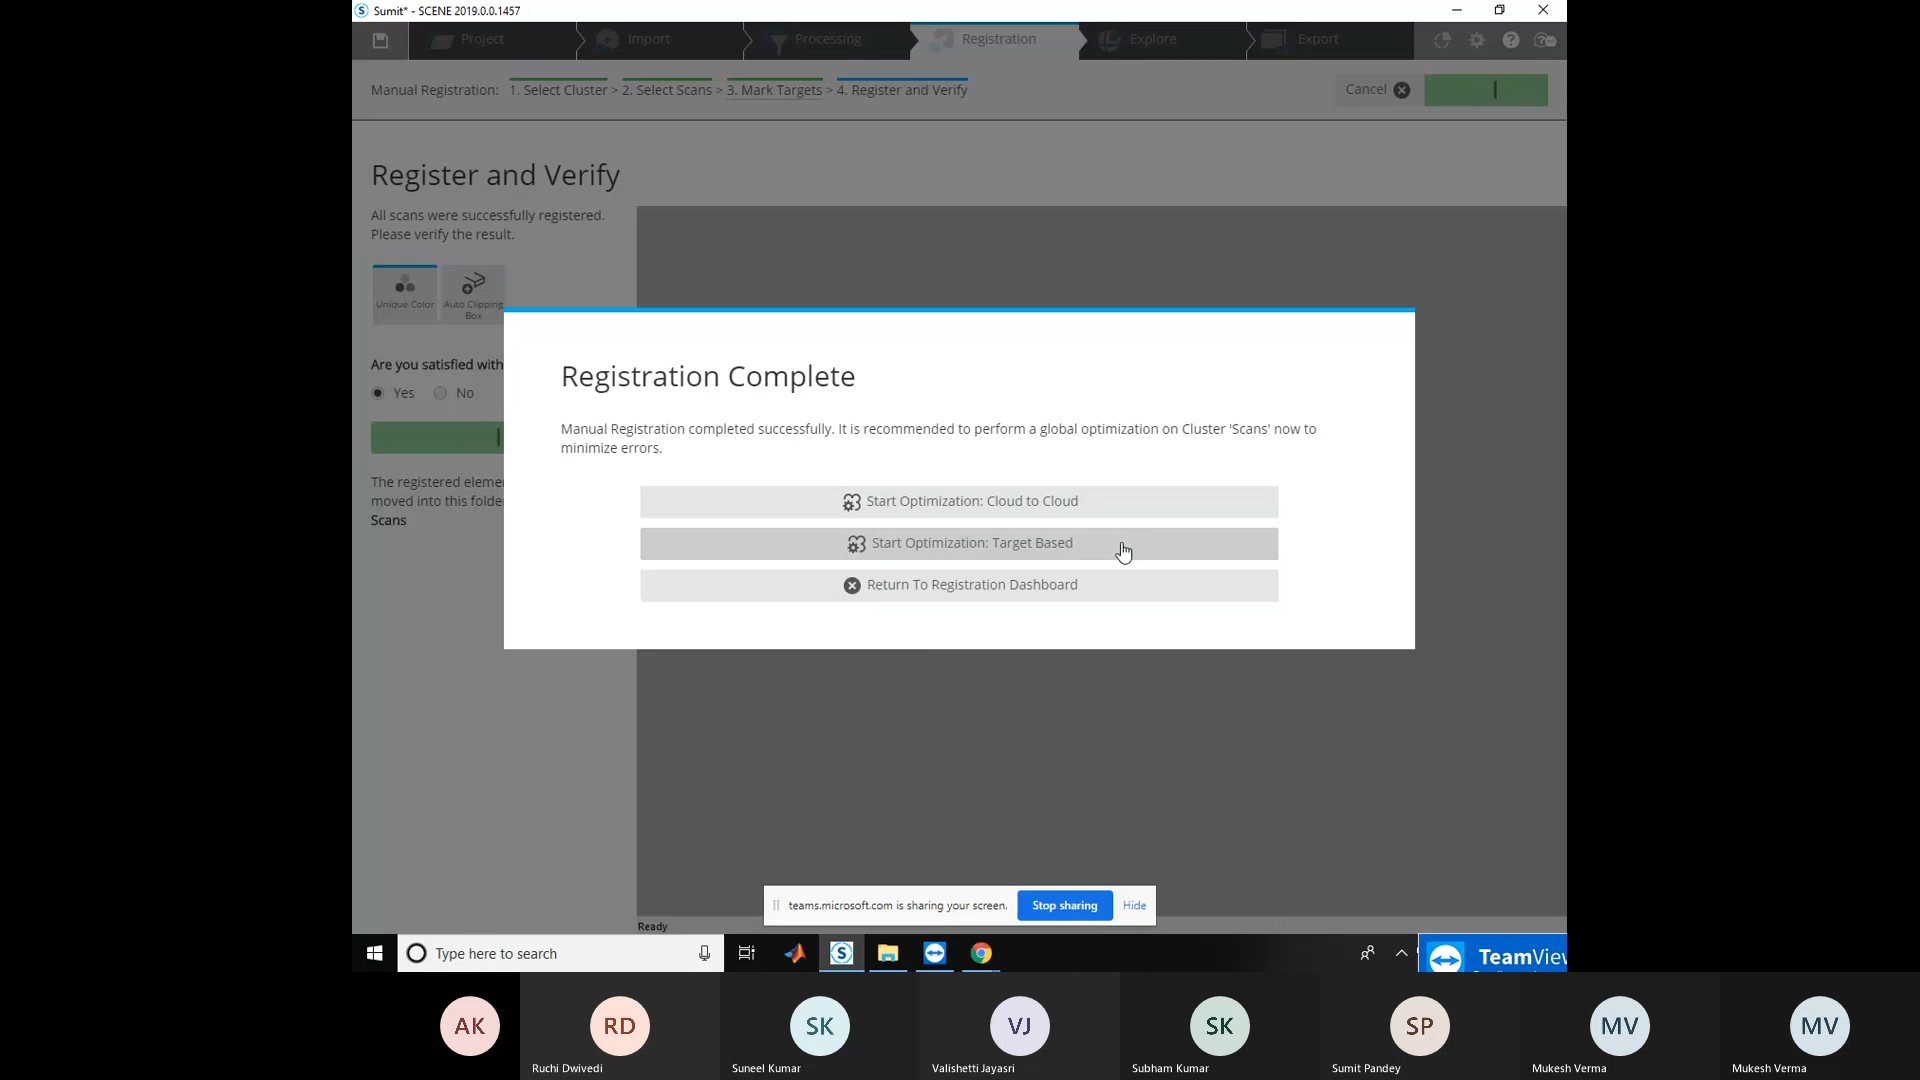 Sumit* - SCENE 2019.0.0.1457
Project
Import
Processing
Registration
Explore
Export
Manual Registration: 1. Select Cluster > 2. Select Scans > 3. Mark Targets > 4. Register and Verify
Cancel
Register and Verify
All scans were successfully registered.
Please verify the result.
Unique Color
Auto Clipping
Box
Are you satisfied with
Yes
No
The registered eleme
moved into this folde
Scans
Registration Complete
Manual Registration completed successfully. It is recommended to perform a global optimization on Cluster 'Scans' now to
minimize errors.
Start Optimization: Cloud to Cloud
Start Optimization: Target Based
Return To Registration Dashboard
teams.microsoft.com is sharing your screen.
Stop sharing
Hide
Ready
Type here to search
TeamView
AK
RD
SK
VJ
SK
SP
MV
MV
Ruchi Dwivedi
Suneel Kumar
Valishetti Jayasri
Subham Kumar
Sumit Pandey
Mukesh Verma
Mukesh Verma